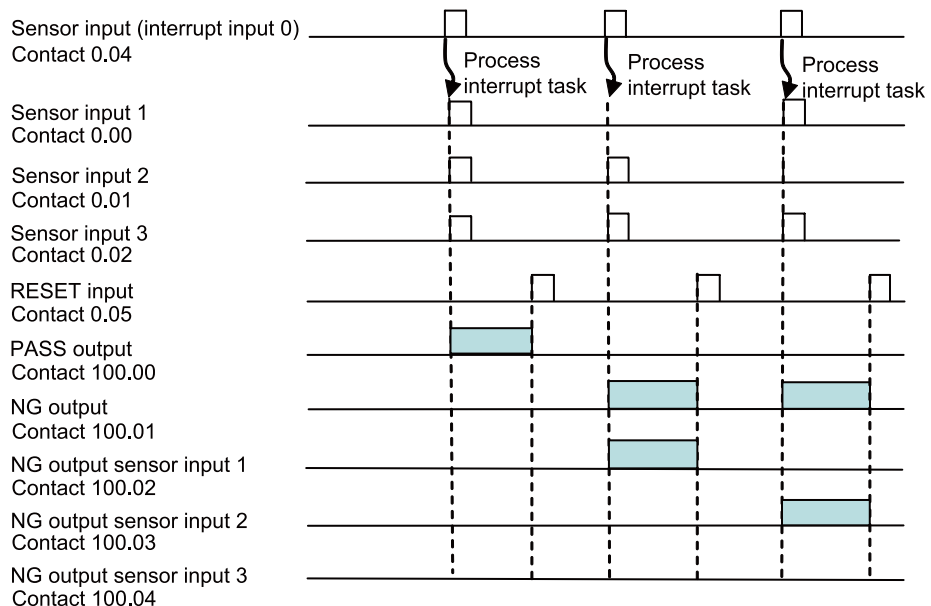 Sensor input (interrupt input 0)
Contact 0.04
Process
interrupt task
Process
interrupt task
Process
interrupt task
Sensor input 1
Contact 0.00
Sensor input 2
Contact 0.01
Sensor input 3
Contact 0.02
RESET input
Contact 0.05
PASS output
Contact 100.00
NG output
Contact 100.01
NG output sensor input 1
Contact 100.02
NG output sensor input 2
Contact 100.03
NG output sensor input 3
Contact 100.04